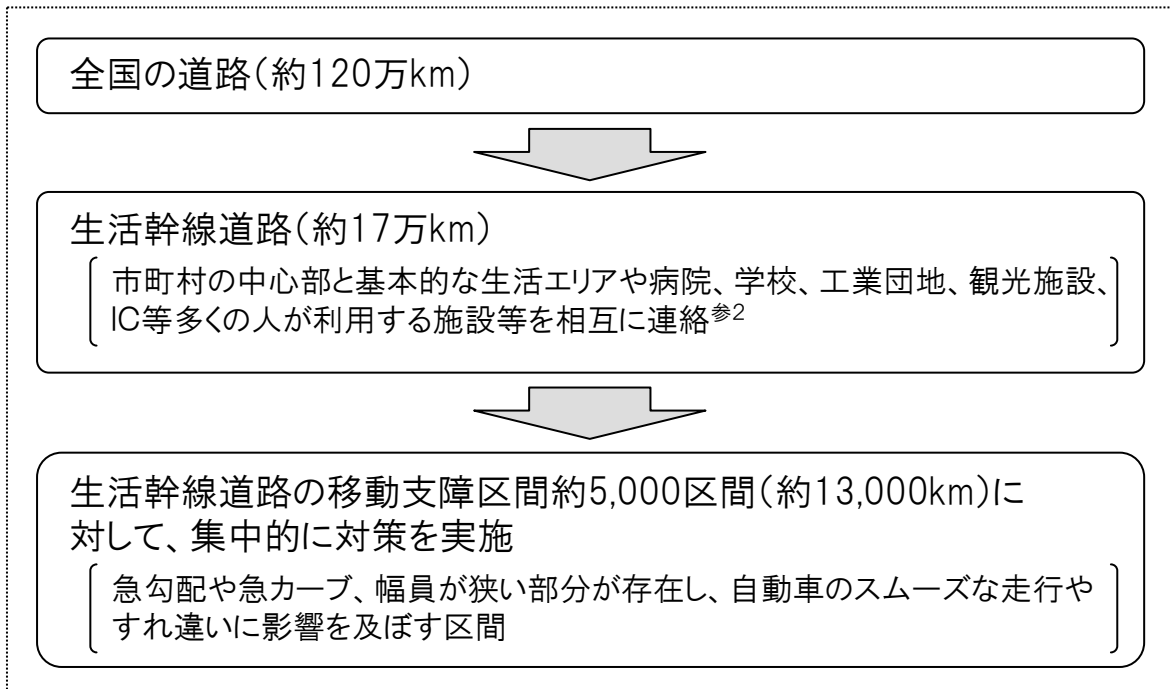 全国の道路（約120万km）
生活幹線道路（約17万km）
市町村の中心部と基本的な生活エリアや病院、学校、工業団地、観光施設、
IC等多くの人が利用する施設等を相互に連絡参2
生活幹線道路の移動支障区間約5,000区間（約13,000km）に
対して、集中的に対策を実施
急勾配や急カーブ、幅員が狭い部分が存在し、自動車のスムーズな走行や
すれ違いに影響を及ぼす区間